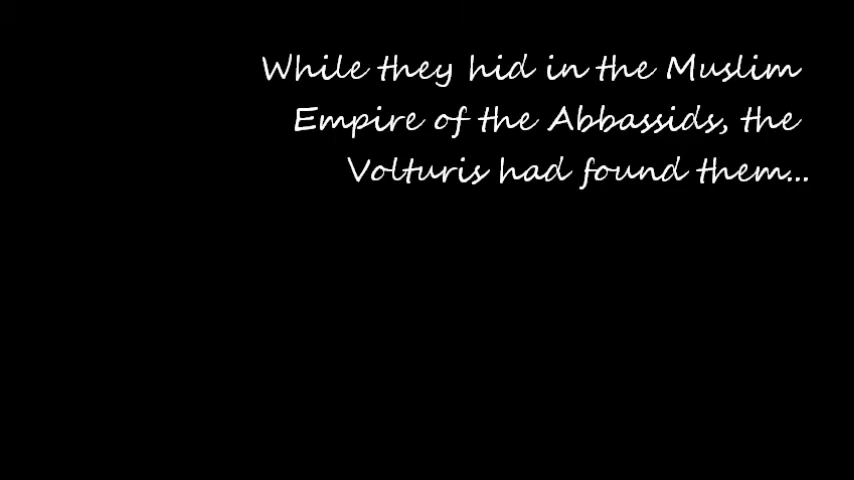 While they hid in the Muslim
Empire of the Abbassids, the
Volturis had found them...